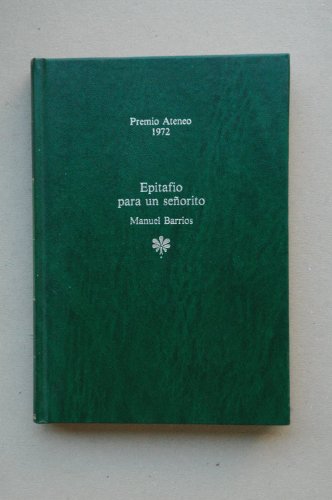 Premio Ateneo
1972
Epitafio
para un señorito
Manuel Barrios